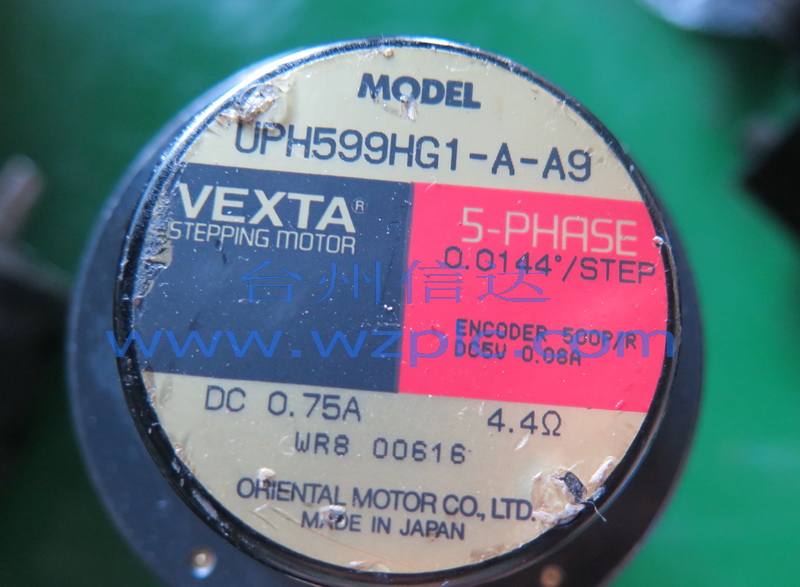 MODEL
UPH599HG1-A-A9
VEXTA®
STEPPING MOTOR
5-PHASE
0.0144°/STEP
台州信达
www.wzpic.com
ENCODER 500P/R
DC5V 0.08A
DC 0.75A
4.4Ω
WR8 00616
ORIENTAL MOTOR CO., LTD.
MADE IN JAPAN